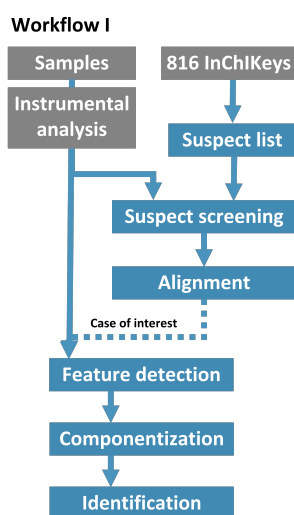 Workflow I
Samples
816 InChIKeys
Instrumental
analysis
Suspect list
Suspect screening
Alignment
Case of interest
Feature detection
Componentization
Identification